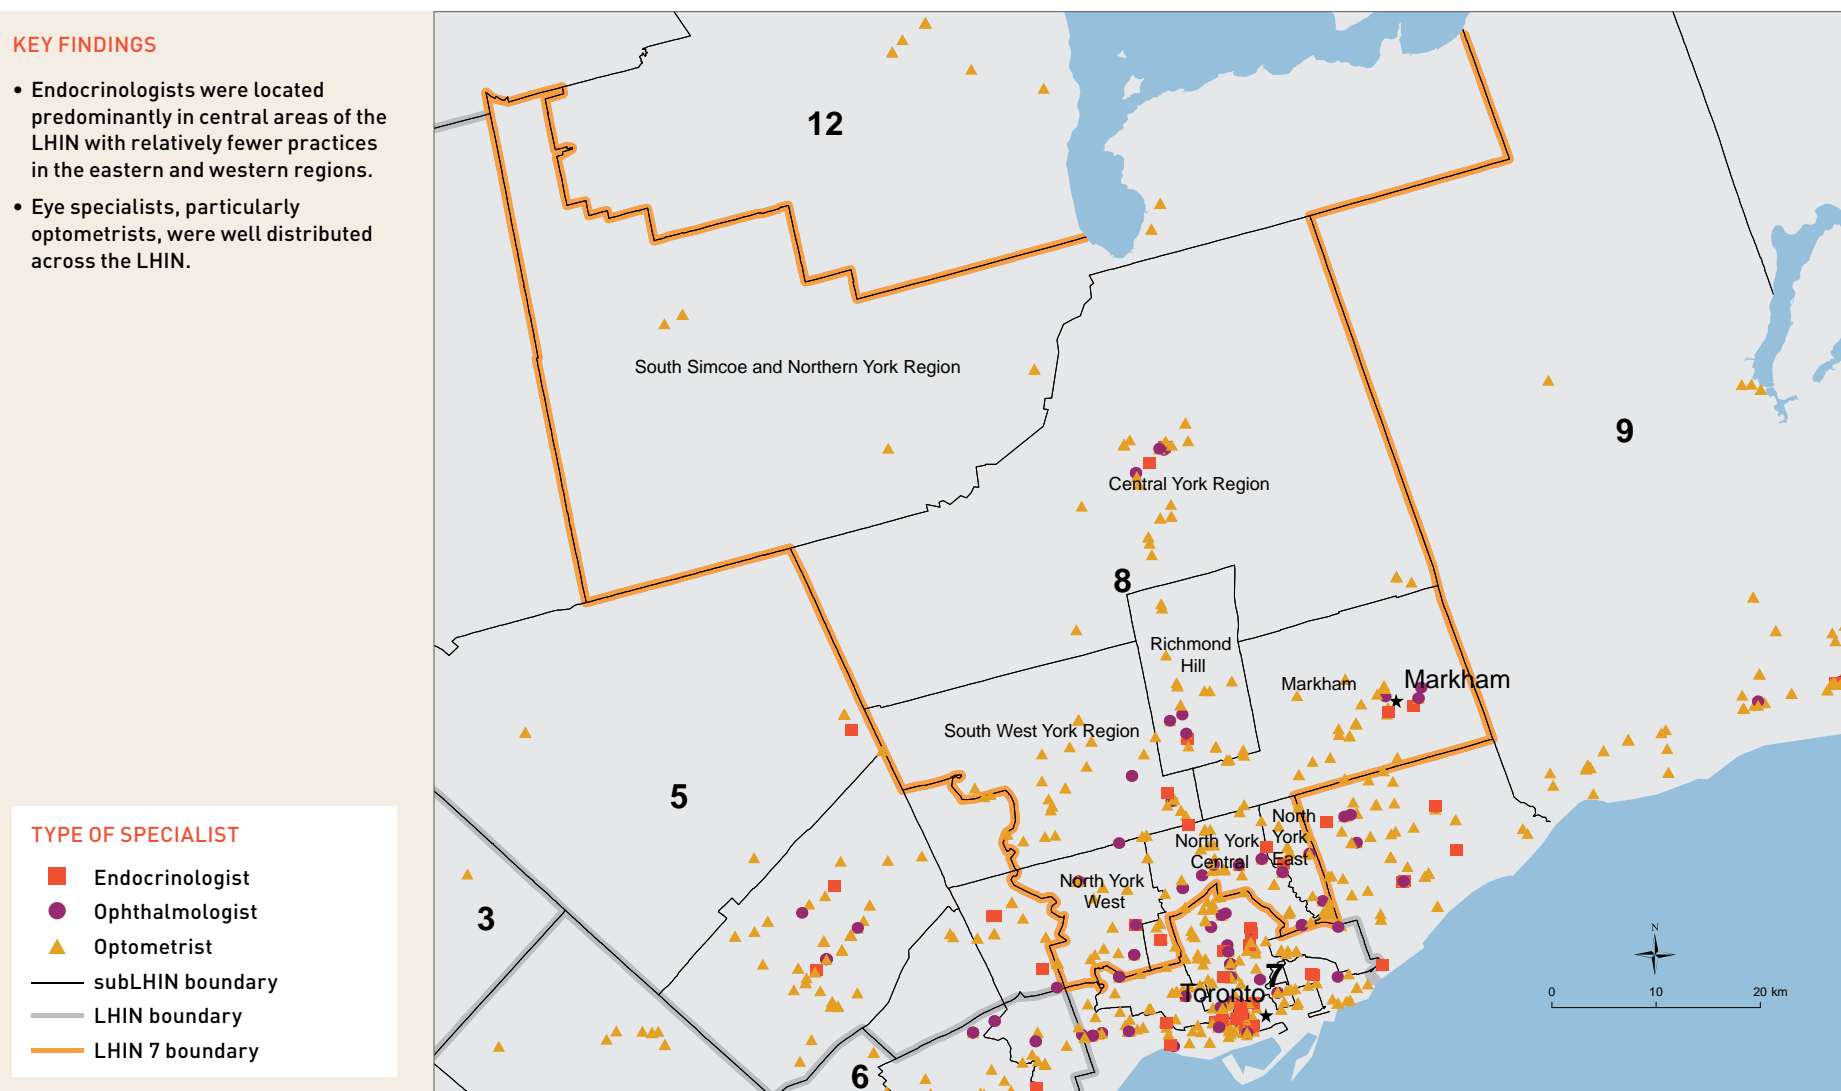 KEY FINDINGS
• Endocrinologists were located
predominantly in central areas of the
LHIN with relatively fewer practices
in the eastern and western regions.
• Eye specialists, particularly
optometrists, were well distributed
across the LHIN.
12
South Simcoe and Northern York Region
9
Central York Region
8
Richmond
Hill
Markham
Markham
South West York Region
5
North
York
East
North York
Central
North York
West
3
7
Toronto
6
N
0 10 20 km
TYPE OF SPECIALIST
Endocrinologist
Ophthalmologist
Optometrist
subLHIN boundary
LHIN boundary
LHIN 7 boundary